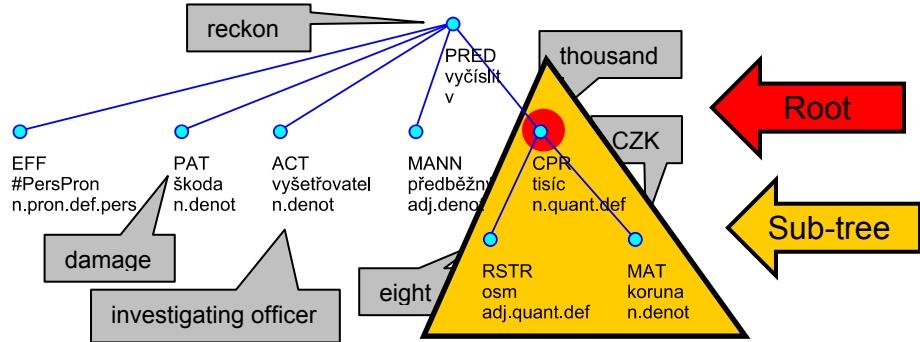 reckon
PRED
vyčíslit
v
thousand
Root
CZK
EFF
#PersPron
n.pron.def.pers
PAT
škoda
n.denot
ACT
vyšetřovatel
n.denot
MANN
předběžný
adj.denot
CPR
tisíc
n.quant.def
Sub-tree
damage
investigating officer
eight
RSTR
osm
adj.quant.def
MAT
koruna
n.denot